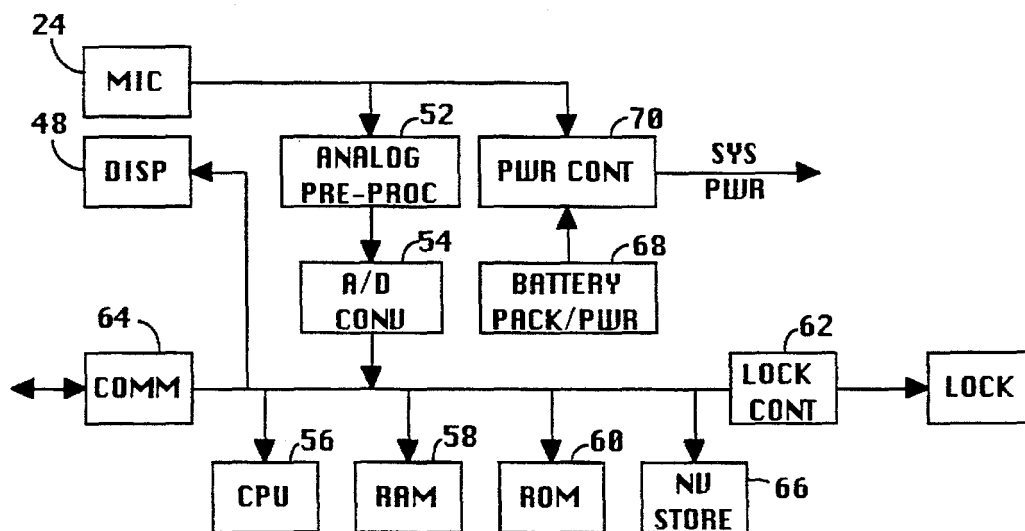 24
MIC
48
DISP
52
ANALOG
PRE-PROC
70
PWR CONT
SYS
PWR
54
A/D
CONV
68
BATTERY
PACK/PWR
64
COMM
62
LOCK
CONT
LOCK
56
CPU
58
RAM
60
ROM
66
NV
STORE